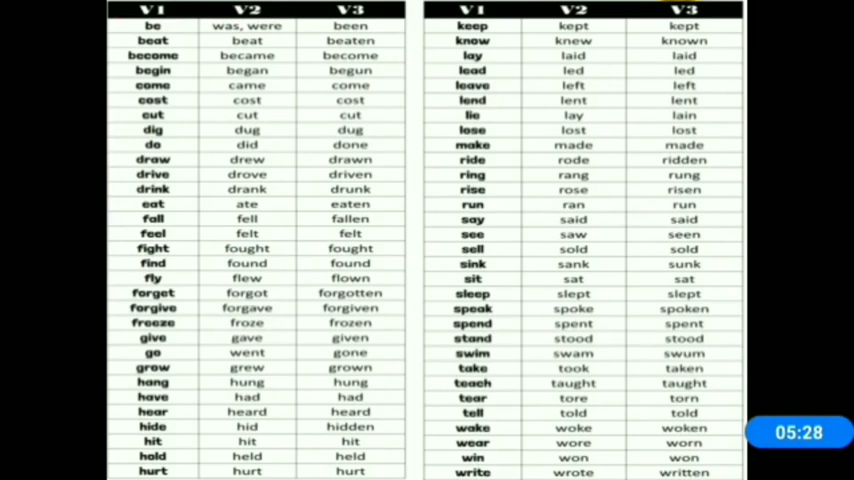 V1 V2 V3
be was, were been
beat beat beaten
become became become
begin began begun
come came come
cost cost cost
cut cut cut
dig dug dug
do did done
draw drew drawn
drive drove driven
drink drank drunk
eat ate eaten
fall fell fallen
feel felt felt
fight fought fought
find found found
fly flew flown
forget forgot forgotten
forgive forgave forgiven
freeze froze frozen
give gave given
go went gone
grow grew grown
hang hung hung
have had had
hear heard heard
hide hid hidden
hit hit hit
hold held held
hurt hurt hurt
V1 V2 V3
keep kept kept
know knew known
lay laid laid
lead led led
leave left left
lend lent lent
lie lay lain
lose lost lost
make made made
ride rode ridden
ring rang rung
rise rose risen
run ran run
say said said
see saw seen
sell sold sold
sink sank sunk
sit sat sat
sleep slept slept
speak spoke spoken
spend spent spent
stand stood stood
swim swam swum
take took taken
teach taught taught
tear tore torn
tell told told
wake woke woken
wear wore worn
win won won
write wrote written
05:28